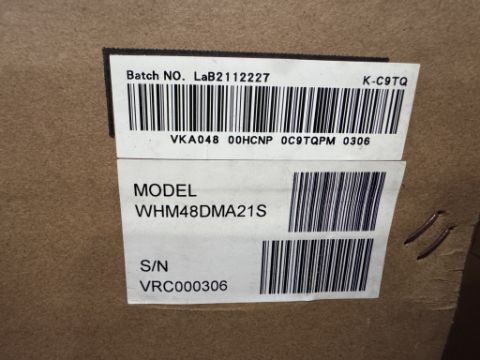 Batch NO. LaB2112227 K-C9TQ
VKA048 00HCNP 0C9TQPM 0306
MODEL
WHM48DMA21S
S/N
VRC000306